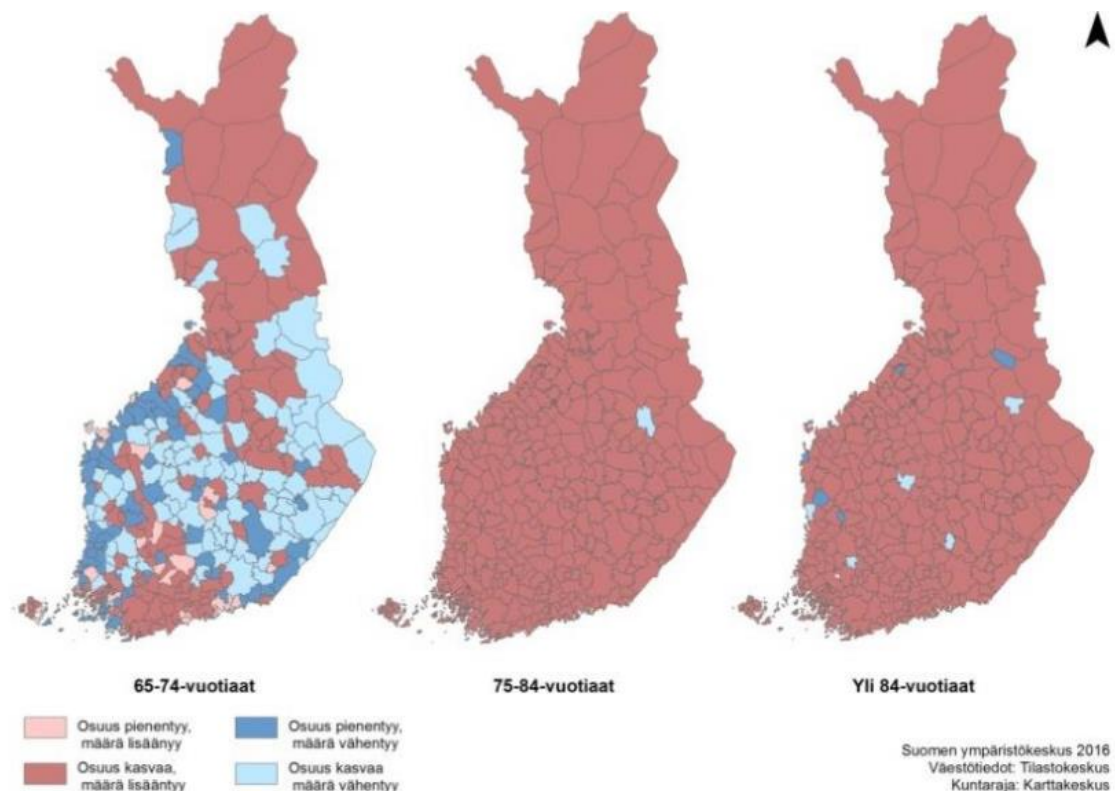 65-74-vuotiaat
75-84-vuotiaat
Yli 84-vuotiaat
Osuus pienentyy,
määrä lisäänyy
Osuus pienentyy,
määrä vähentyy
Osuus kasvaa,
määrä lisääntyy
Osuus kasvaa
määrä vähentyy
Suomen ympäristökeskus 2016
Väestötiedot: Tilastokeskus
Kuntaraja: Karttakeskus